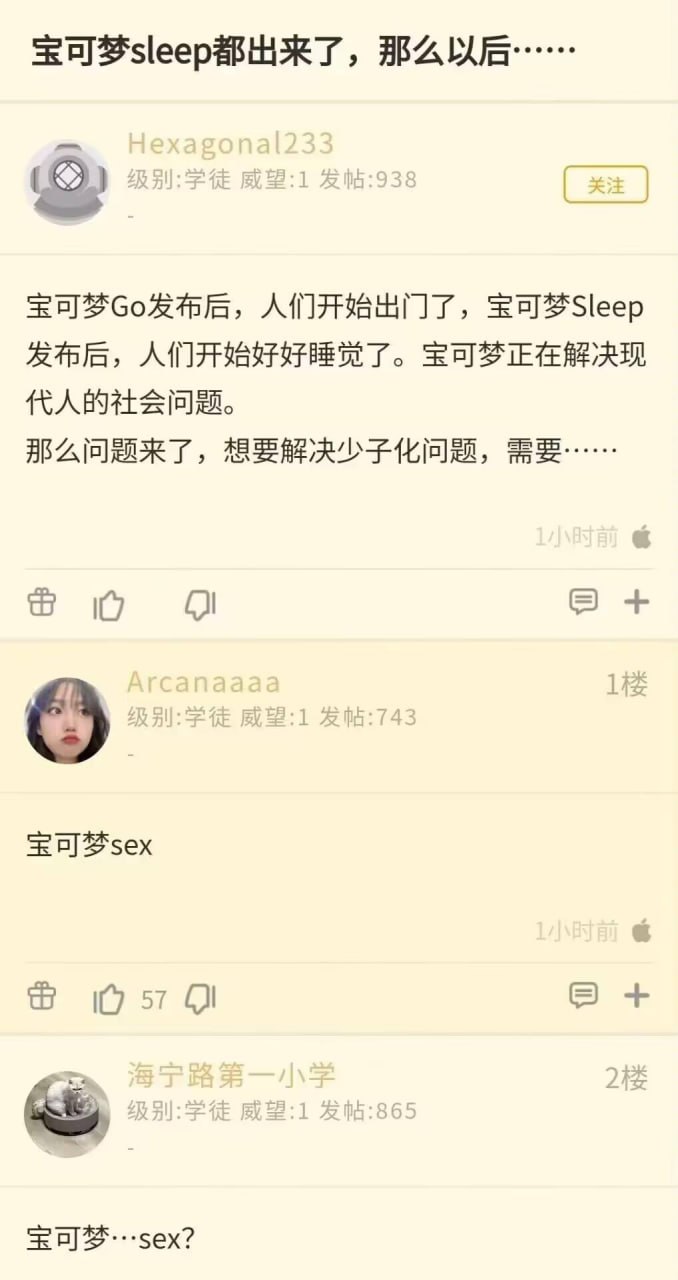 宝可梦sleep都出来了，那么以后……
Hexagonal233
级别:学徒 威望:1 发帖:938
-
关注
宝可梦Go发布后，人们开始出门了，宝可梦Sleep
发布后，人们开始好好睡觉了。宝可梦正在解决现
代人的社会问题。
那么问题来了，想要解决少子化问题，需要……
1小时前
Arcanaaaa
1楼
级别:学徒 威望:1 发帖:743
-
宝可梦sex
1小时前
57
海宁路第一小学
2楼
级别:学徒 威望:1 发帖:865
-
宝可梦…sex？